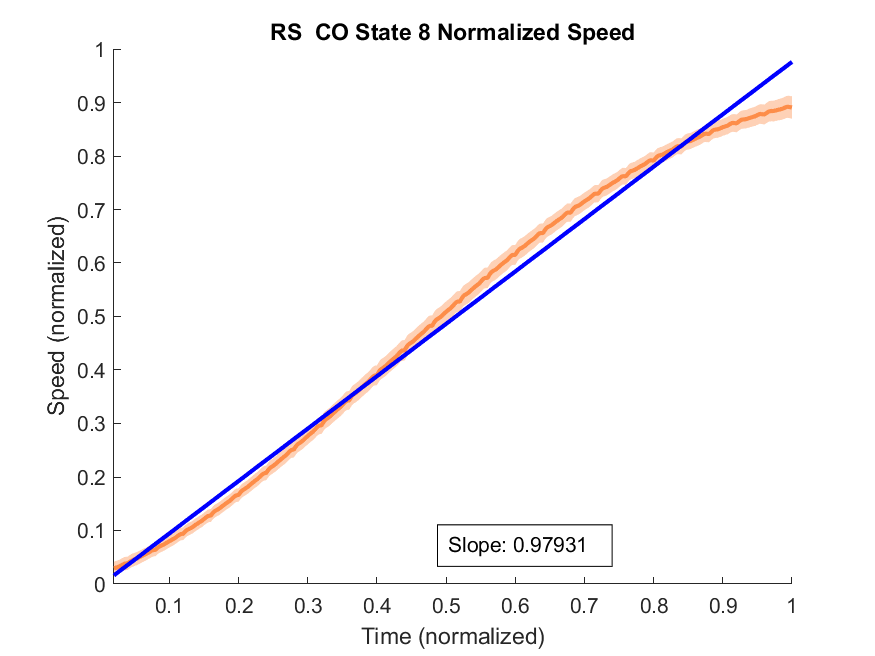 RS  CO State 8 Normalized Speed
1
0.9
0.8
0.7
0.6
0.5
0.4
0.3
0.2
0.1
0
Speed (normalized)
Slope: 0.97931
0.1 0.2 0.3 0.4 0.5 0.6 0.7 0.8 0.9 1
Time (normalized)